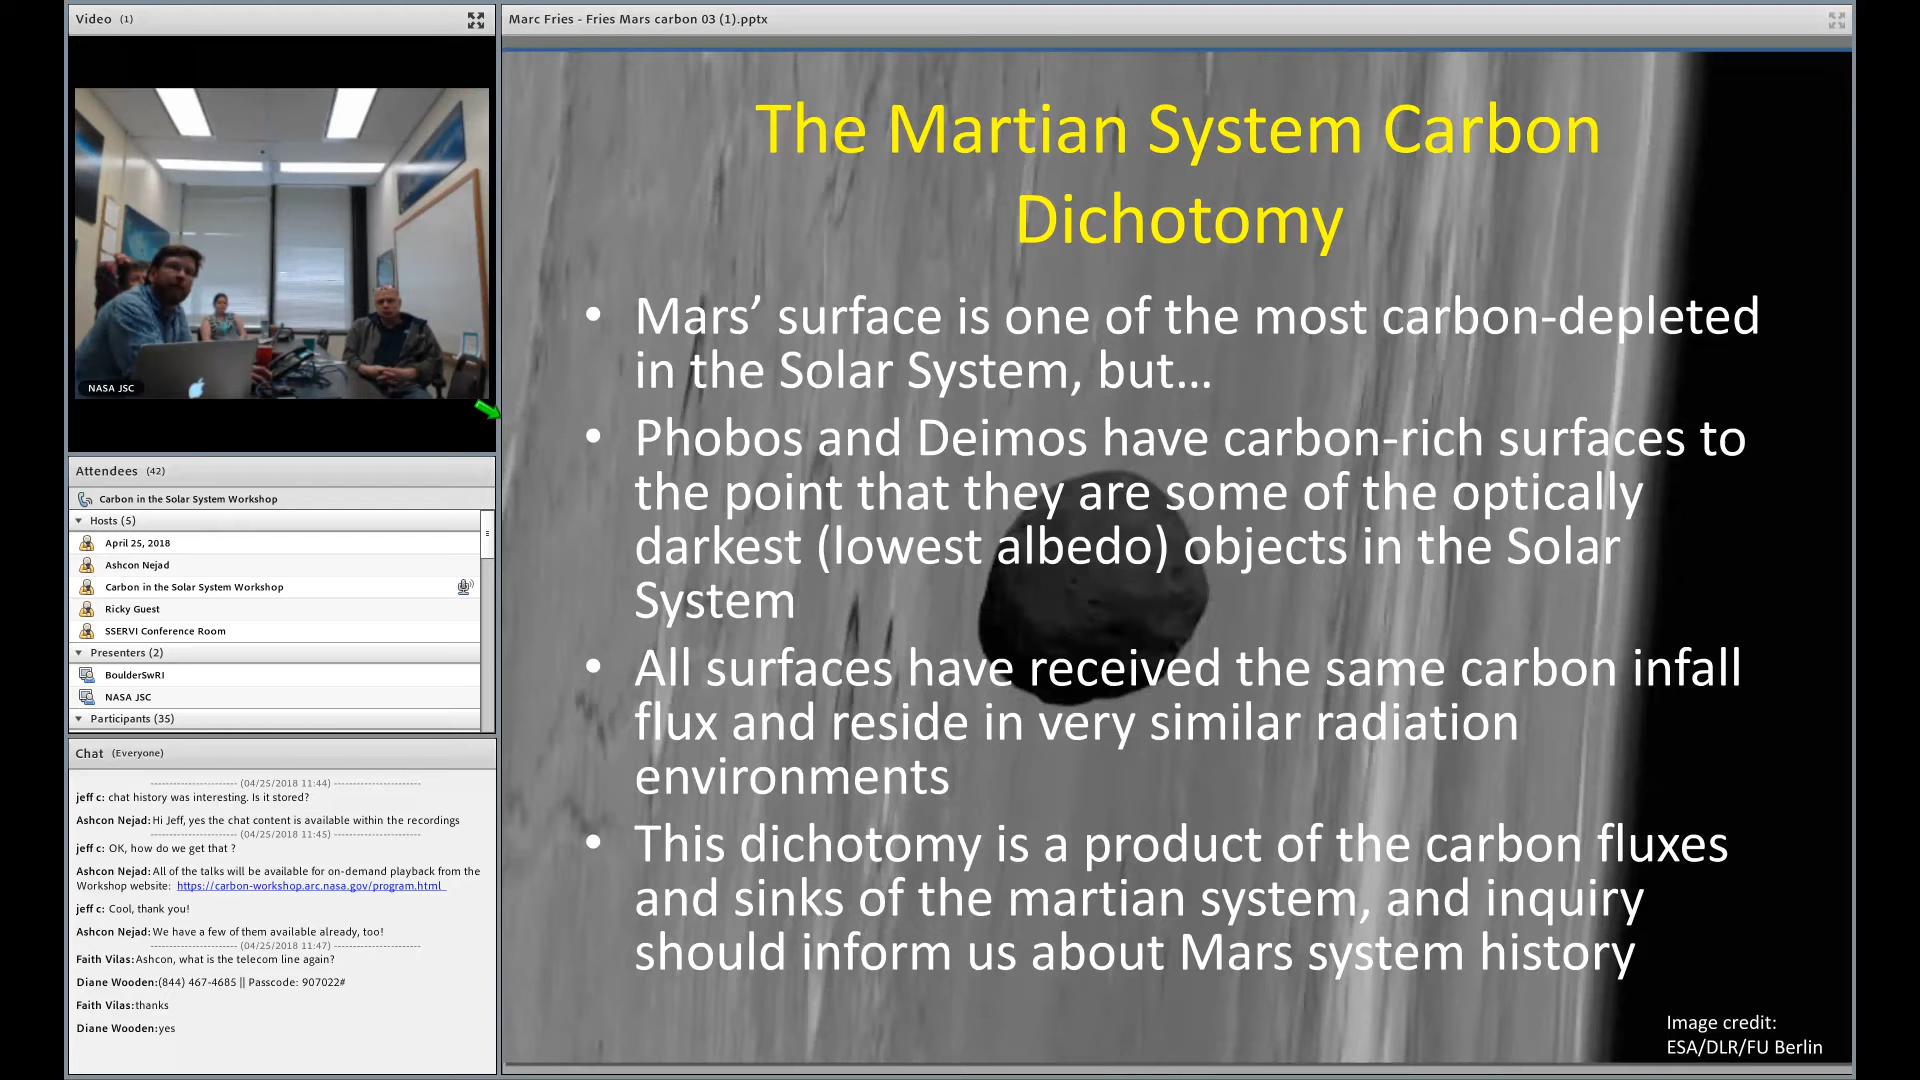 Video (1)
NASA JSC
Attendees (42)
Carbon in the Solar System Workshop
Hosts (5)
April 25, 2018
Ashcon Nejad
Carbon in the Solar System Workshop
Ricky Guest
SSERVI Conference Room
Presenters (2)
BoulderSwRI
NASA JSC
Participants (35)
Chat (Everyone)
------------------------ (04/25/2018 11:44) ------------------------
jeff c: chat history was interesting. Is it stored?
Ashcon Nejad: Hi Jeff, yes the chat content is available within the recordings
------------------------ (04/25/2018 11:45) ------------------------
jeff c: OK, how do we get that ?
Ashcon Nejad: All of the talks will be available for on-demand playback from the
Workshop website: https://carbon-workshop.arc.nasa.gov/program.html
jeff c: Cool, thank you!
Ashcon Nejad: We have a few of them available already, too!
------------------------ (04/25/2018 11:47) ------------------------
Faith Vilas: Ashcon, what is the telecom line again?
Diane Wooden:(844) 467-4685 || Passcode: 907022#
Faith Vilas:thanks
Diane Wooden:yes
Marc Fries - Fries Mars carbon 03 (1).pptx
The Martian System Carbon
Dichotomy
• Mars’ surface is one of the most carbon-depleted
in the Solar System, but…
• Phobos and Deimos have carbon-rich surfaces to
the point that they are some of the optically
darkest (lowest albedo) objects in the Solar
System
• All surfaces have received the same carbon infall
flux and reside in very similar radiation
environments
• This dichotomy is a product of the carbon fluxes
and sinks of the martian system, and inquiry
should inform us about Mars system history
Image credit:
ESA/DLR/FU Berlin